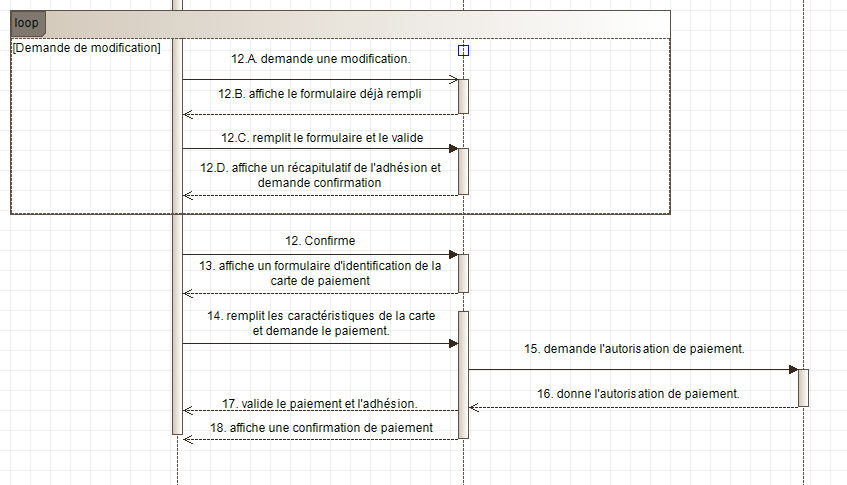 loop
[Demande de modification]
12.A. demande une modification.
12.B. affiche le formulaire déjà rempli
12.C. remplit le formulaire et le valide
12.D. affiche un récapitulatif de l'adhésion et
demande confirmation
12. Confirme
13. affiche un formulaire d'identification de la
carte de paiement
14. remplit les caractéristiques de la carte
et demande le paiement.
15. demande l'autorisation de paiement.
16. donne l'autorisation de paiement.
17. valide le paiement et l'adhésion.
18. affiche une confirmation de paiement